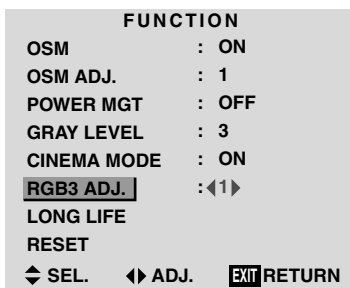 FUNCTION
OSM : ON
OSM ADJ. : 1
POWER MGT : OFF
GRAY LEVEL : 3
CINEMA MODE : ON
RGB3 ADJ. : 1
LONG LIFE
RESET
SEL. ADJ. EXIT RETURN